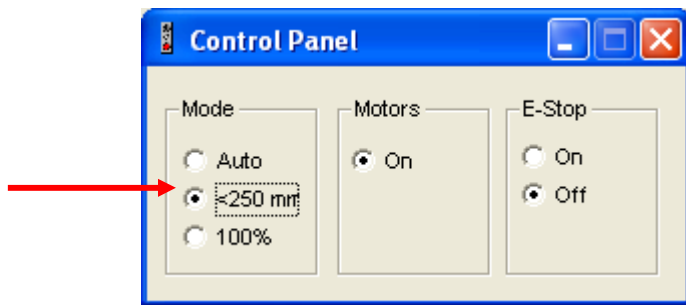 Control Panel
Mode
Auto
<250 mm
100%
Motors
On
E-Stop
On
Off